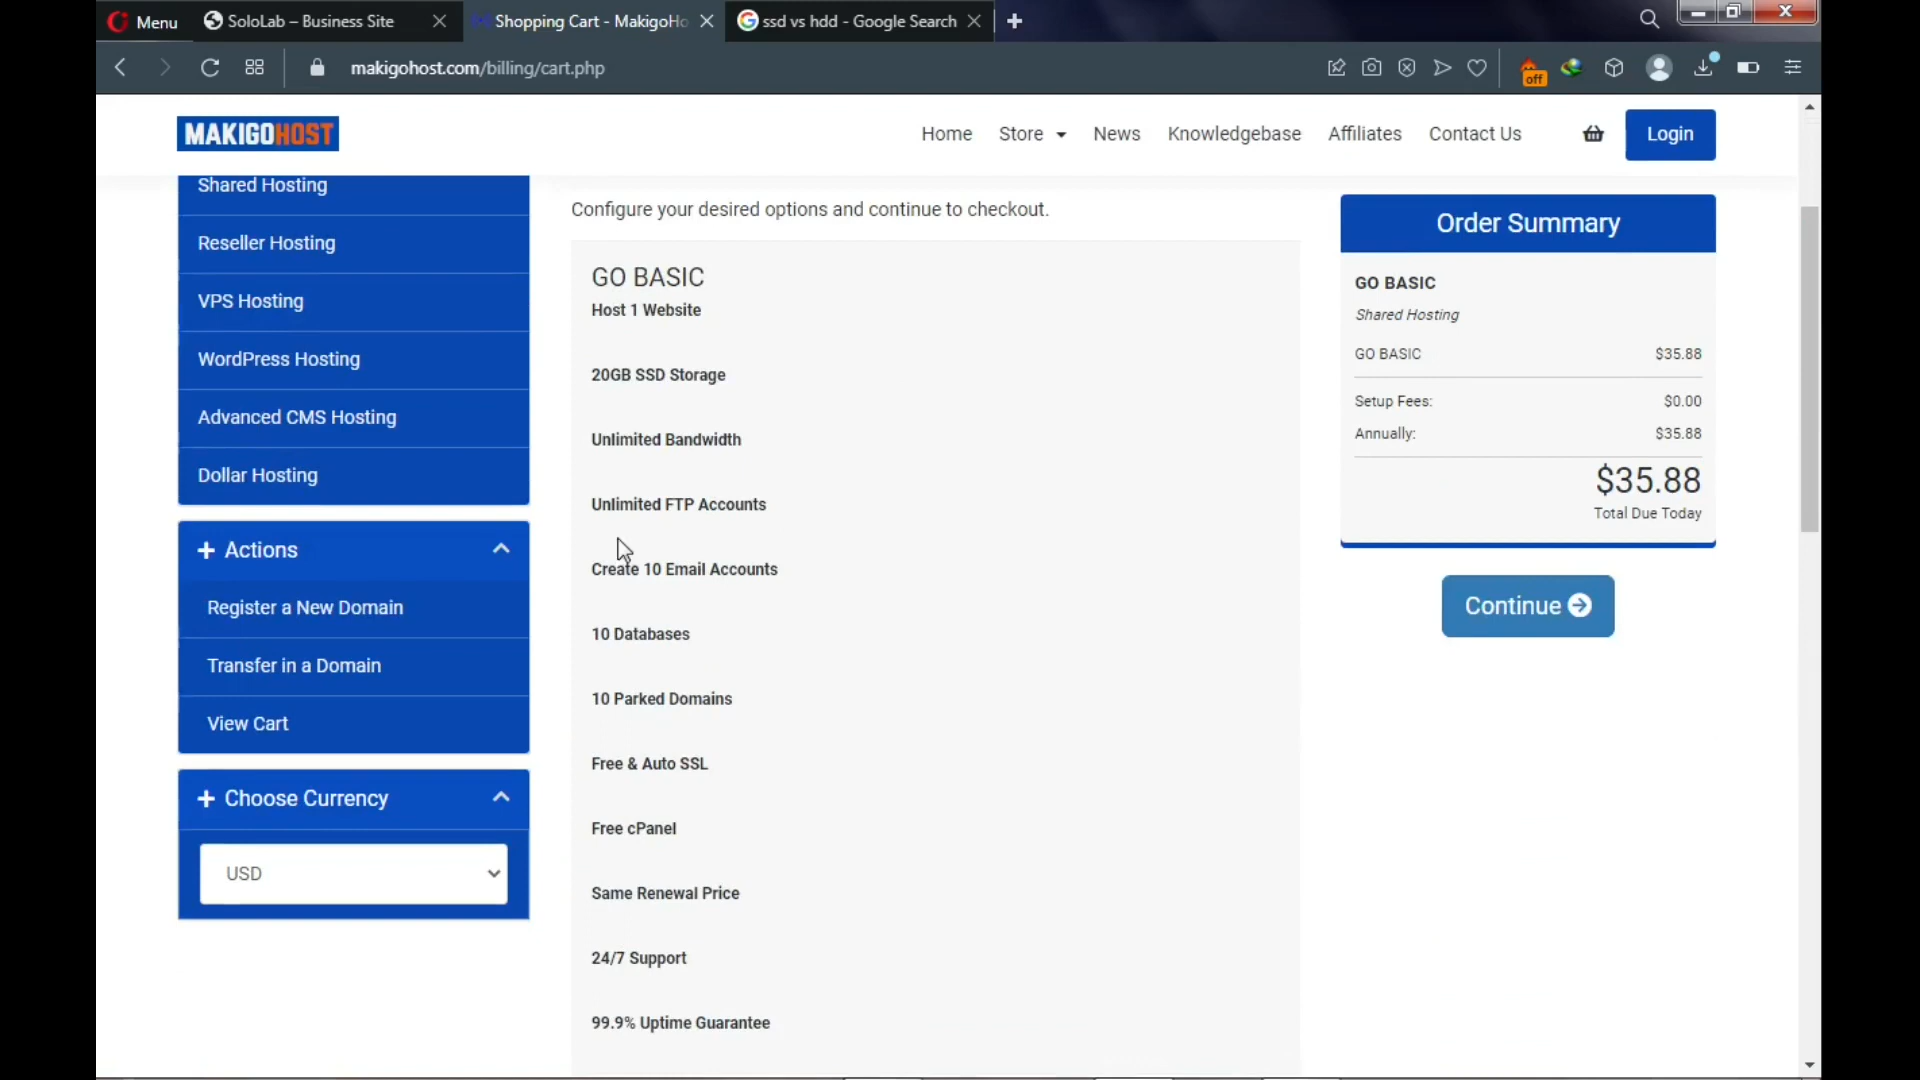 Menu
SoloLab – Business Site
Shopping Cart - MakigoHo
ssd vs hdd - Google Search
makigohost.com/billing/cart.php
off
MAKIGOHOST
Home
Store
News
Knowledgebase
Affiliates
Contact Us
Login
Shared Hosting
Reseller Hosting
VPS Hosting
WordPress Hosting
Advanced CMS Hosting
Dollar Hosting
Actions
Register a New Domain
Transfer in a Domain
View Cart
Choose Currency
USD
Configure your desired options and continue to checkout.
GO BASIC
Host 1 Website
20GB SSD Storage
Unlimited Bandwidth
Unlimited FTP Accounts
Create 10 Email Accounts
10 Databases
10 Parked Domains
Free & Auto SSL
Free cPanel
Same Renewal Price
24/7 Support
99.9% Uptime Guarantee
Order Summary
GO BASIC
Shared Hosting
GO BASIC $35.88
Setup Fees: $0.00
Annually: $35.88
$35.88
Total Due Today
Continue